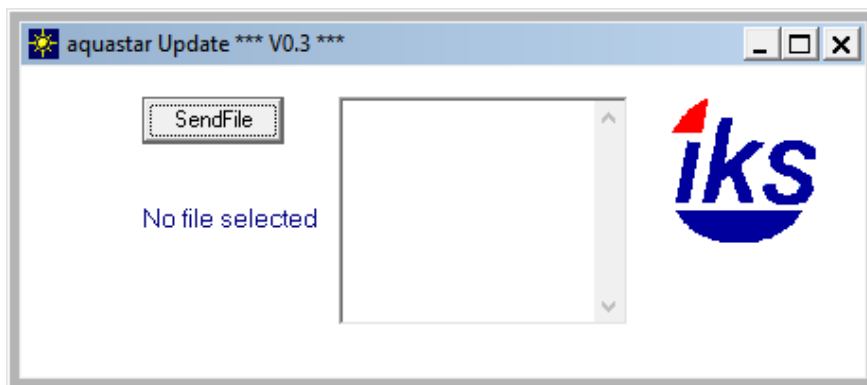 aquastar Update *** V0.3 ***
SendFile
No file selected
iks